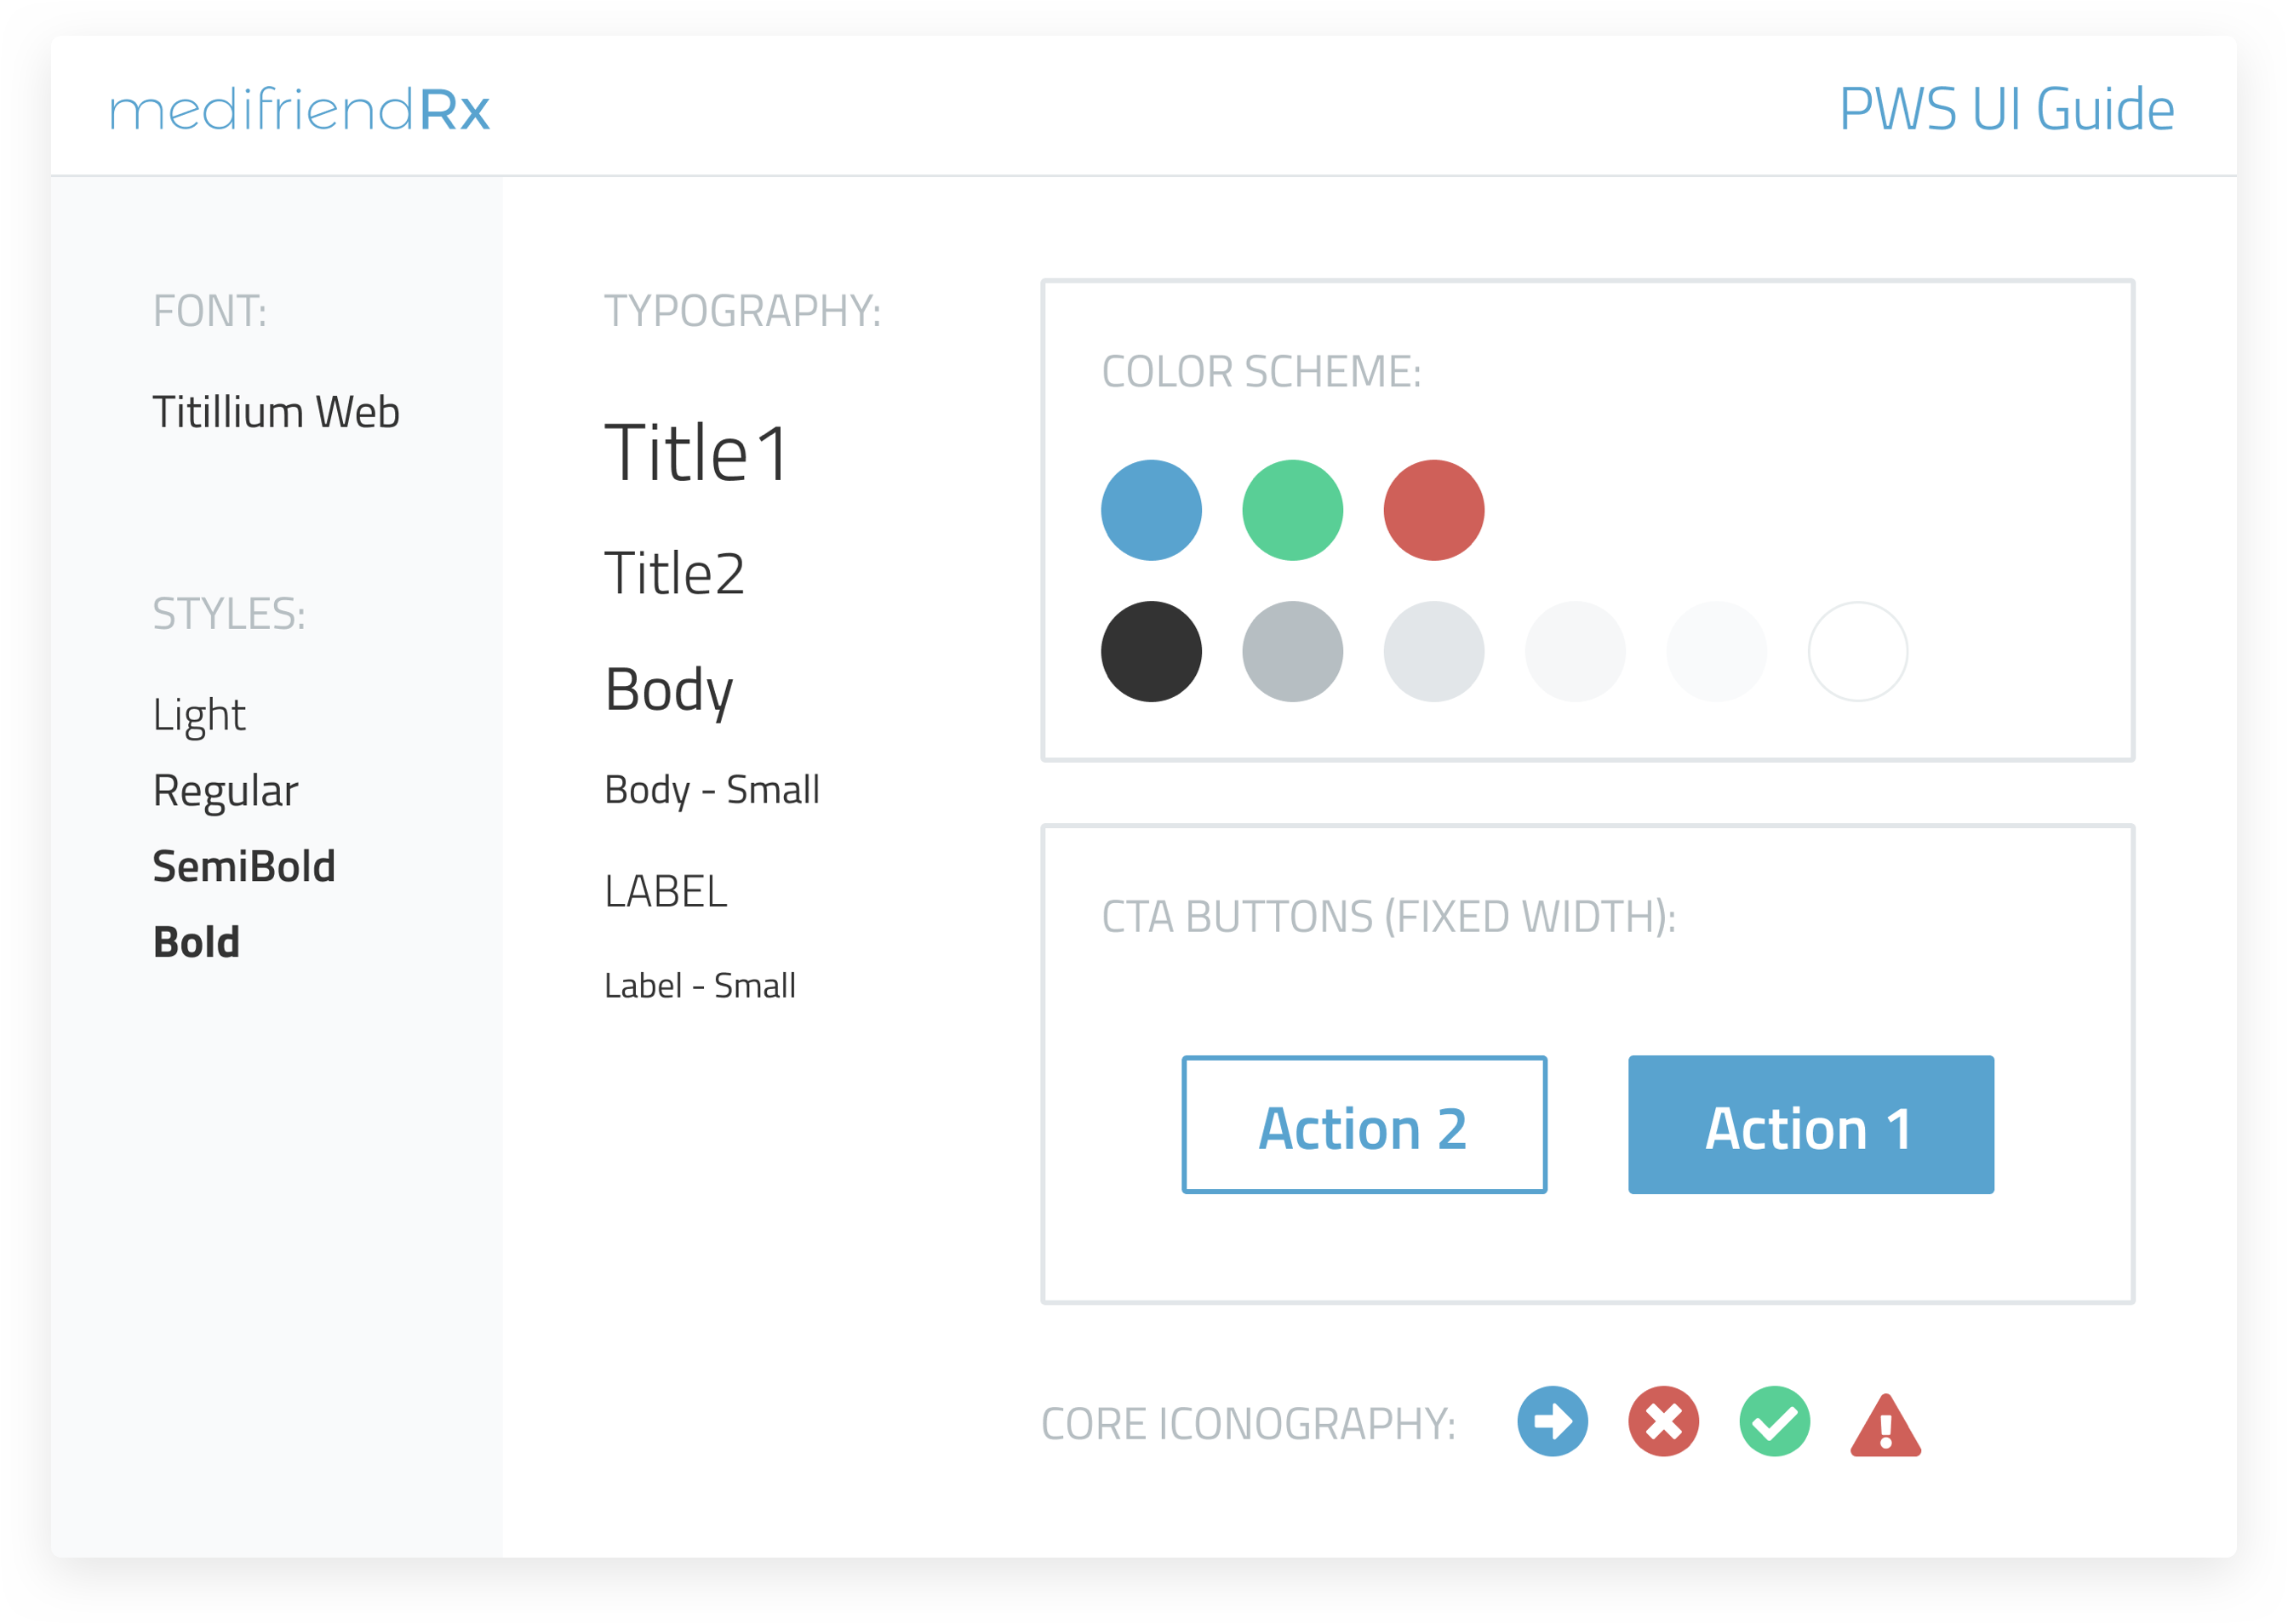 medifriendRx
PWS UI Guide
FONT:
Titillium Web
STYLES:
Light
Regular
SemiBold
Bold
TYPOGRAPHY:
Title1
Title2
Body
Body - Small
LABEL
Label - Small
COLOR SCHEME:
CTA BUTTONS (FIXED WIDTH):
Action 2
Action 1
CORE ICONOGRAPHY: